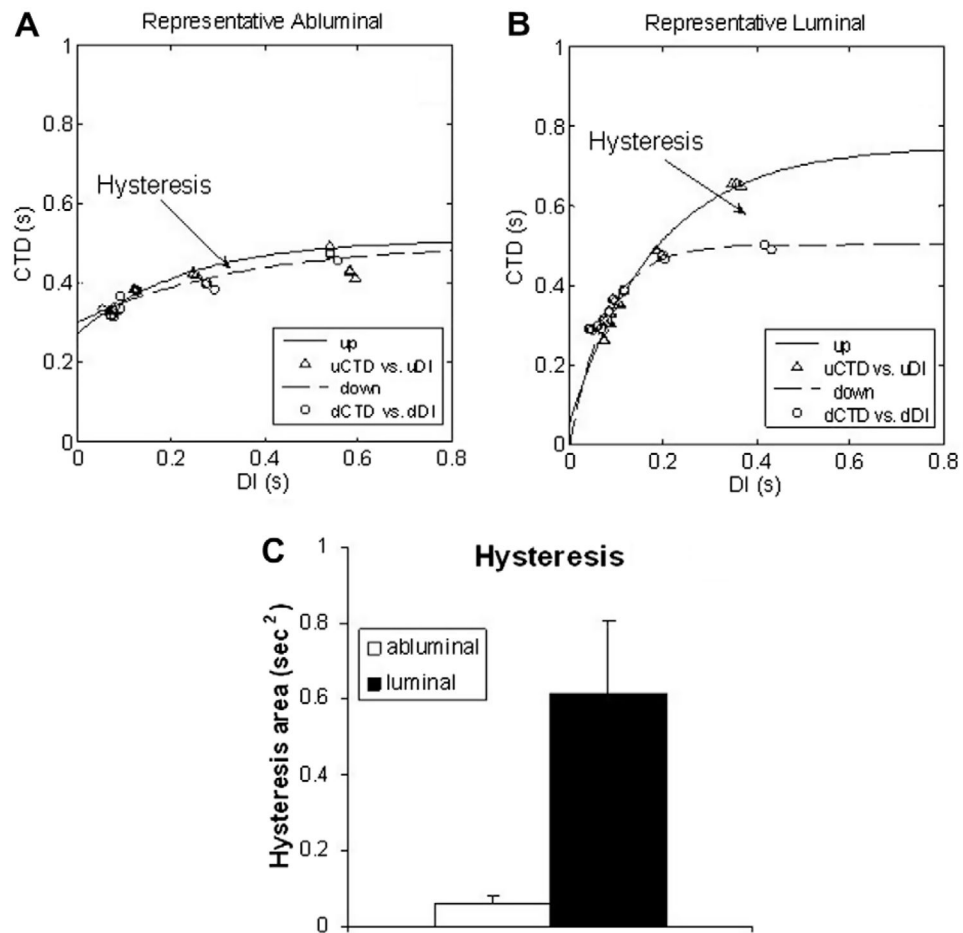 A
Representative Abluminal
1
0.8
0.6
0.4
0.2
0
CTD (s)
Hysteresis
up
uCTD vs. uDI
down
dCTD vs. dDI
0
0.2
0.4
0.6
0.8
DI (s)
B
Representative Luminal
1
0.8
0.6
0.4
0.2
0
CTD (s)
Hysteresis
up
uCTD vs. uDI
down
dCTD vs. dDI
0
0.2
0.4
0.6
0.8
DI (s)
C
Hysteresis
1
0.8
0.6
0.4
0.2
0
Hysteresis area (sec²)
abluminal
luminal